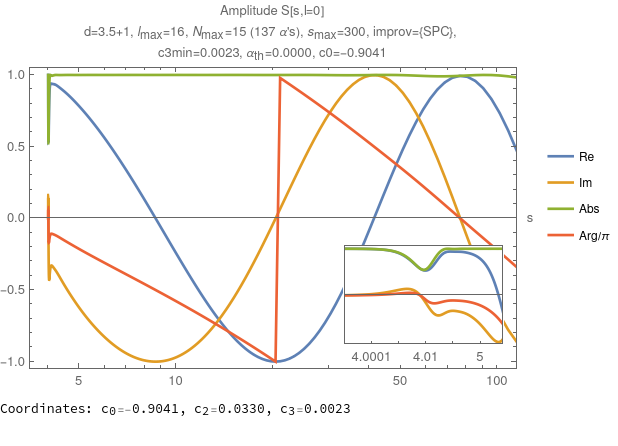 Amplitude S[s,l=0]
d=3.5+1, lmax=16, Nmax=15 (137 α's), smax=300, improv={SPC},
c3min=0.0023, αth=0.0000, c0=-0.9041
1.0
0.5
0.0
-0.5
-1.0
5
10
50
100
s
4.0001
4.01
5
Re
Im
Abs
Arg/π
Coordinates: c0=-0.9041, c2=0.0330, c3=0.0023